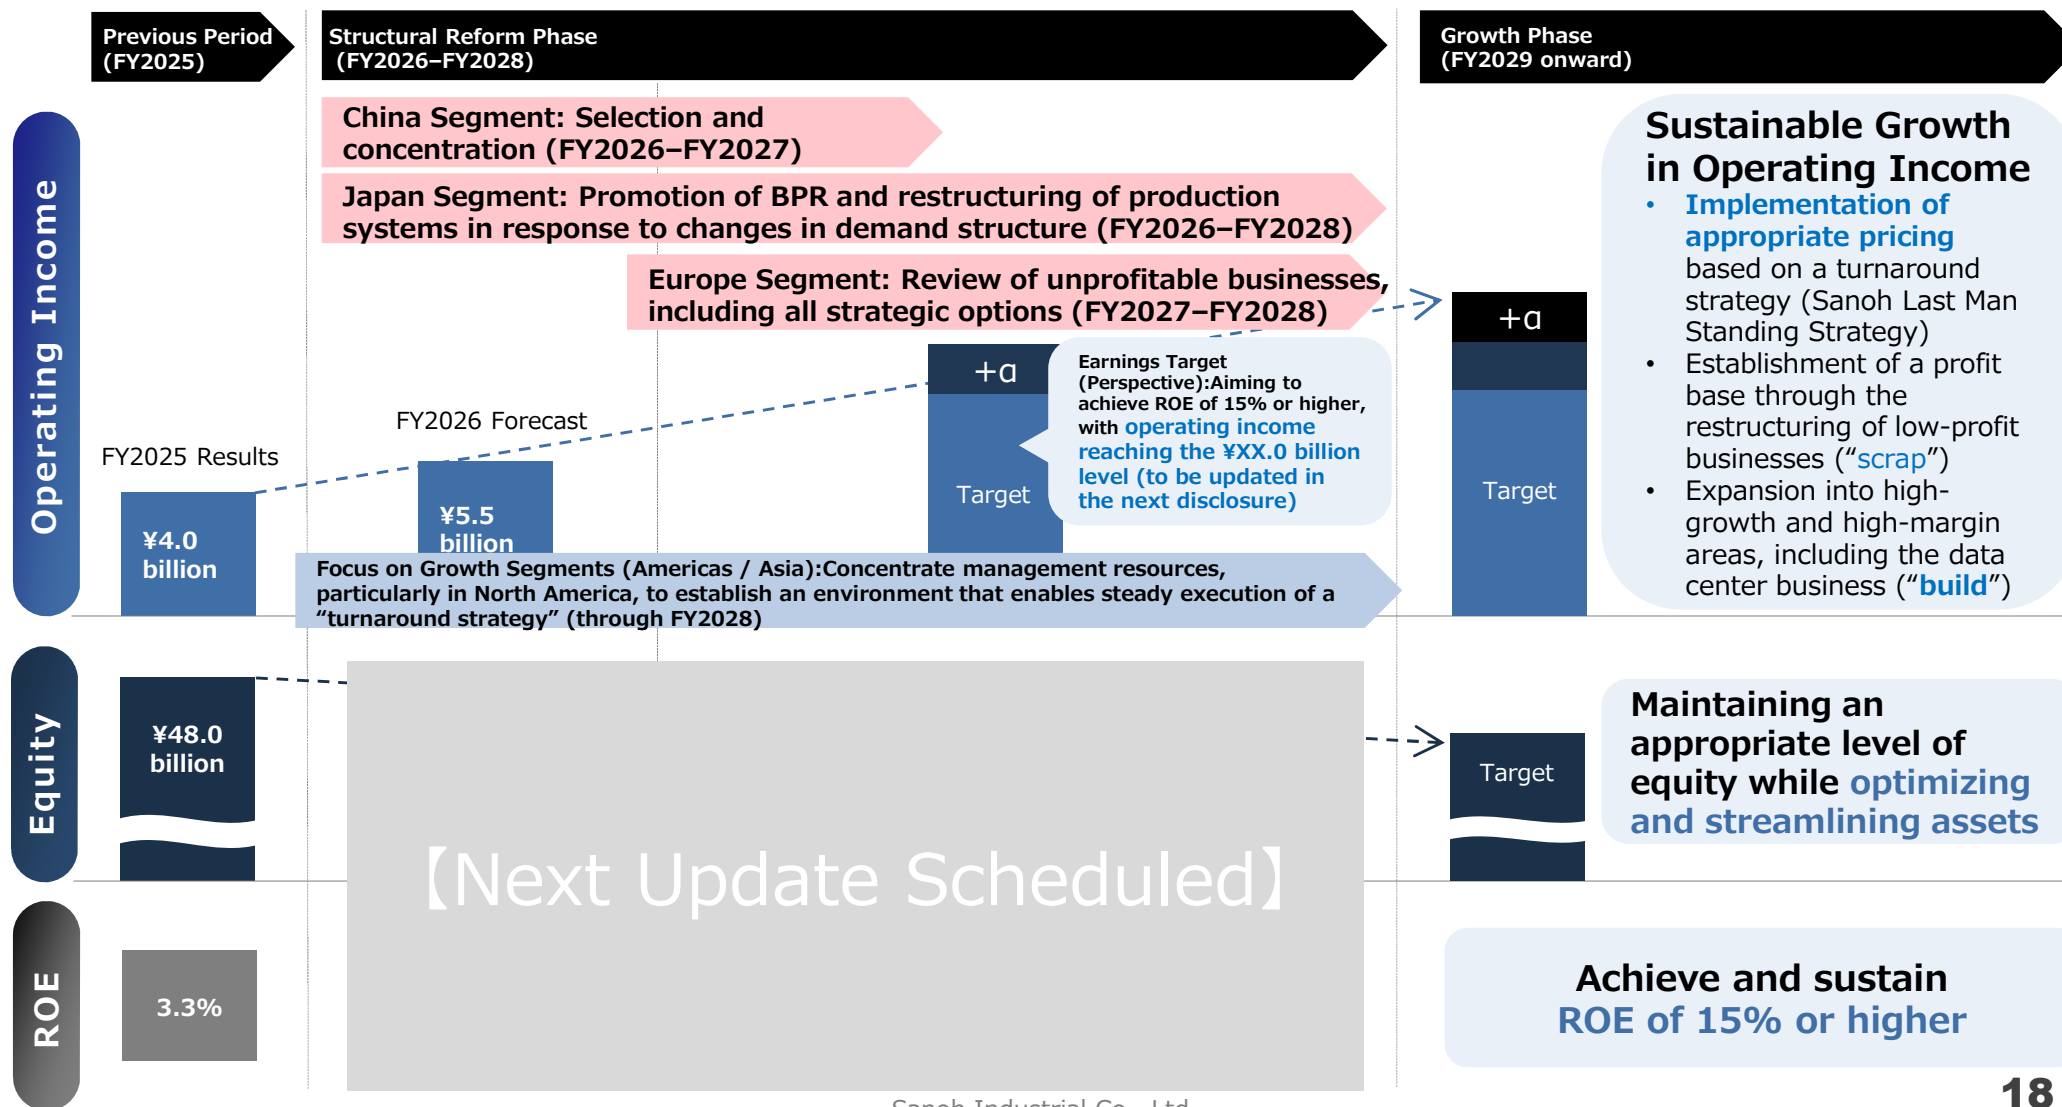 Previous Period
(FY2025)
Structural Reform Phase
(FY2026–FY2028)
Growth Phase
(FY2029 onward)
Operating Income
China Segment: Selection and
concentration (FY2026–FY2027)
Japan Segment: Promotion of BPR and restructuring of production
systems in response to changes in demand structure (FY2026–FY2028)
Europe Segment: Review of unprofitable businesses,
including all strategic options (FY2027–FY2028)
FY2025 Results
¥4.0
billion
FY2026 Forecast
¥5.5
billion
+α
Target
Earnings Target
(Perspective):Aiming to
achieve ROE of 15% or higher,
with operating income
reaching the ¥XX.0 billion
level (to be updated in
the next disclosure)
+α
Target
Focus on Growth Segments (Americas / Asia):Concentrate management resources,
particularly in North America, to establish an environment that enables steady execution of a
“turnaround strategy” (through FY2028)
Sustainable Growth
in Operating Income
• Implementation of
appropriate pricing
based on a turnaround
strategy (Sanoh Last Man
Standing Strategy)
• Establishment of a profit
base through the
restructuring of low-profit
businesses (“scrap”)
• Expansion into high-
growth and high-margin
areas, including the data
center business (“build”)
Equity
¥48.0
billion
【Next Update Scheduled】
Target
Maintaining an
appropriate level of
equity while optimizing
and streamlining assets
ROE
3.3%
Achieve and sustain
ROE of 15% or higher
Sanoh Industrial Co., Ltd.
18